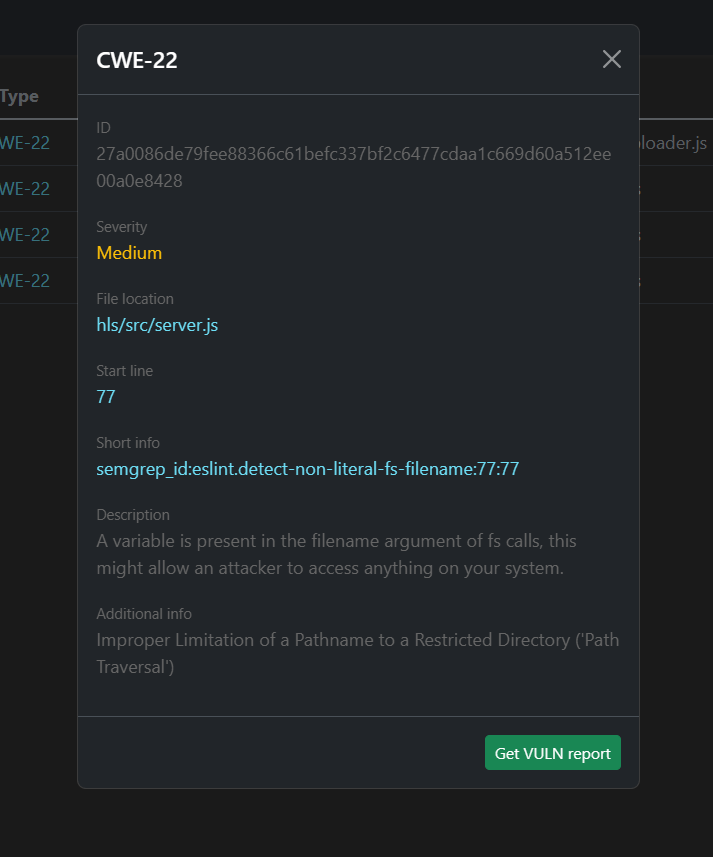 CWE-22
Type
ID
27a0086de79fee88366c61befc337bf2c6477cdaa1c669d60a512ee
00a0e8428
WE-22
loader.js
WE-22
Severity
Medium
WE-22
WE-22
File location
hls/src/server.js
Start line
77
Short info
semgrep_id:eslint.detect-non-literal-fs-filename:77:77
Description
A variable is present in the filename argument of fs calls, this
might allow an attacker to access anything on your system.
Additional info
Improper Limitation of a Pathname to a Restricted Directory ('Path
Traversal')
Get VULN report